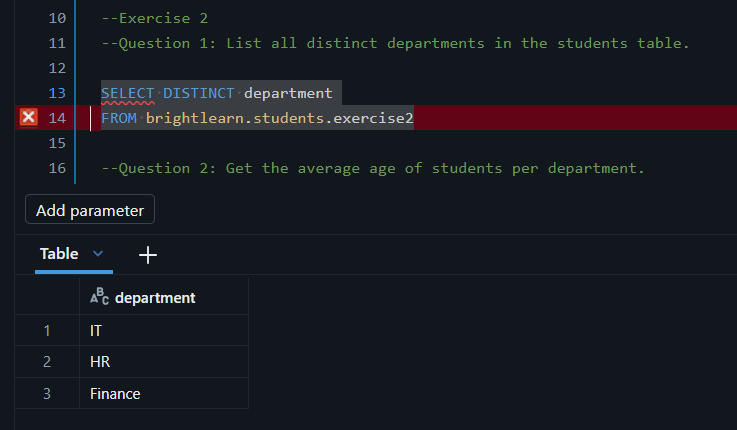 10 --Exercise 2
11 --Question 1: List all distinct departments in the students table.
12
13 SELECT DISTINCT department
14 FROM brightlearn.students.exercise2
15
16 --Question 2: Get the average age of students per department.
Add parameter
Table
ABC department
1 IT
2 HR
3 Finance